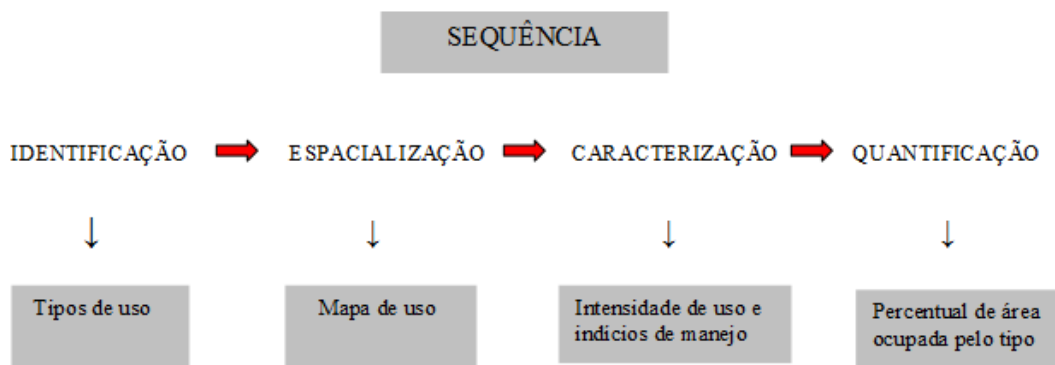 SEQUÊNCIA
IDENTIFICAÇÃO
ESPACIALIZAÇÃO
CARACTERIZAÇÃO
QUANTIFICAÇÃO
Tipos de uso
Mapa de uso
Intensidade de uso e
indícios de manejo
Percentual de área
ocupada pelo tipo